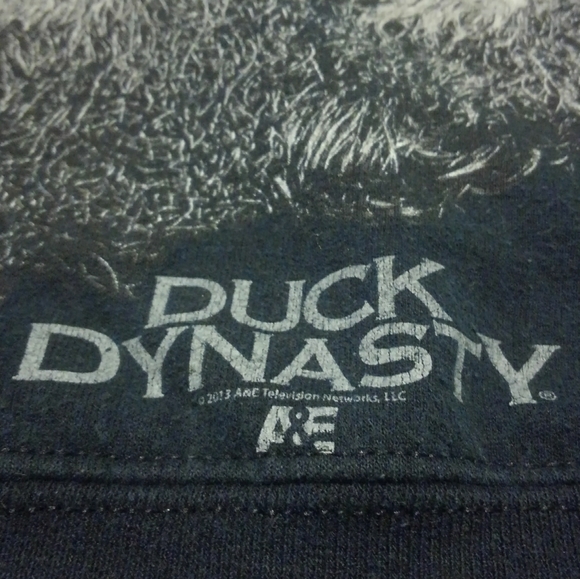 DUCK
DYNASTY®
© 2013 A&E Television Networks, LLC
A&E